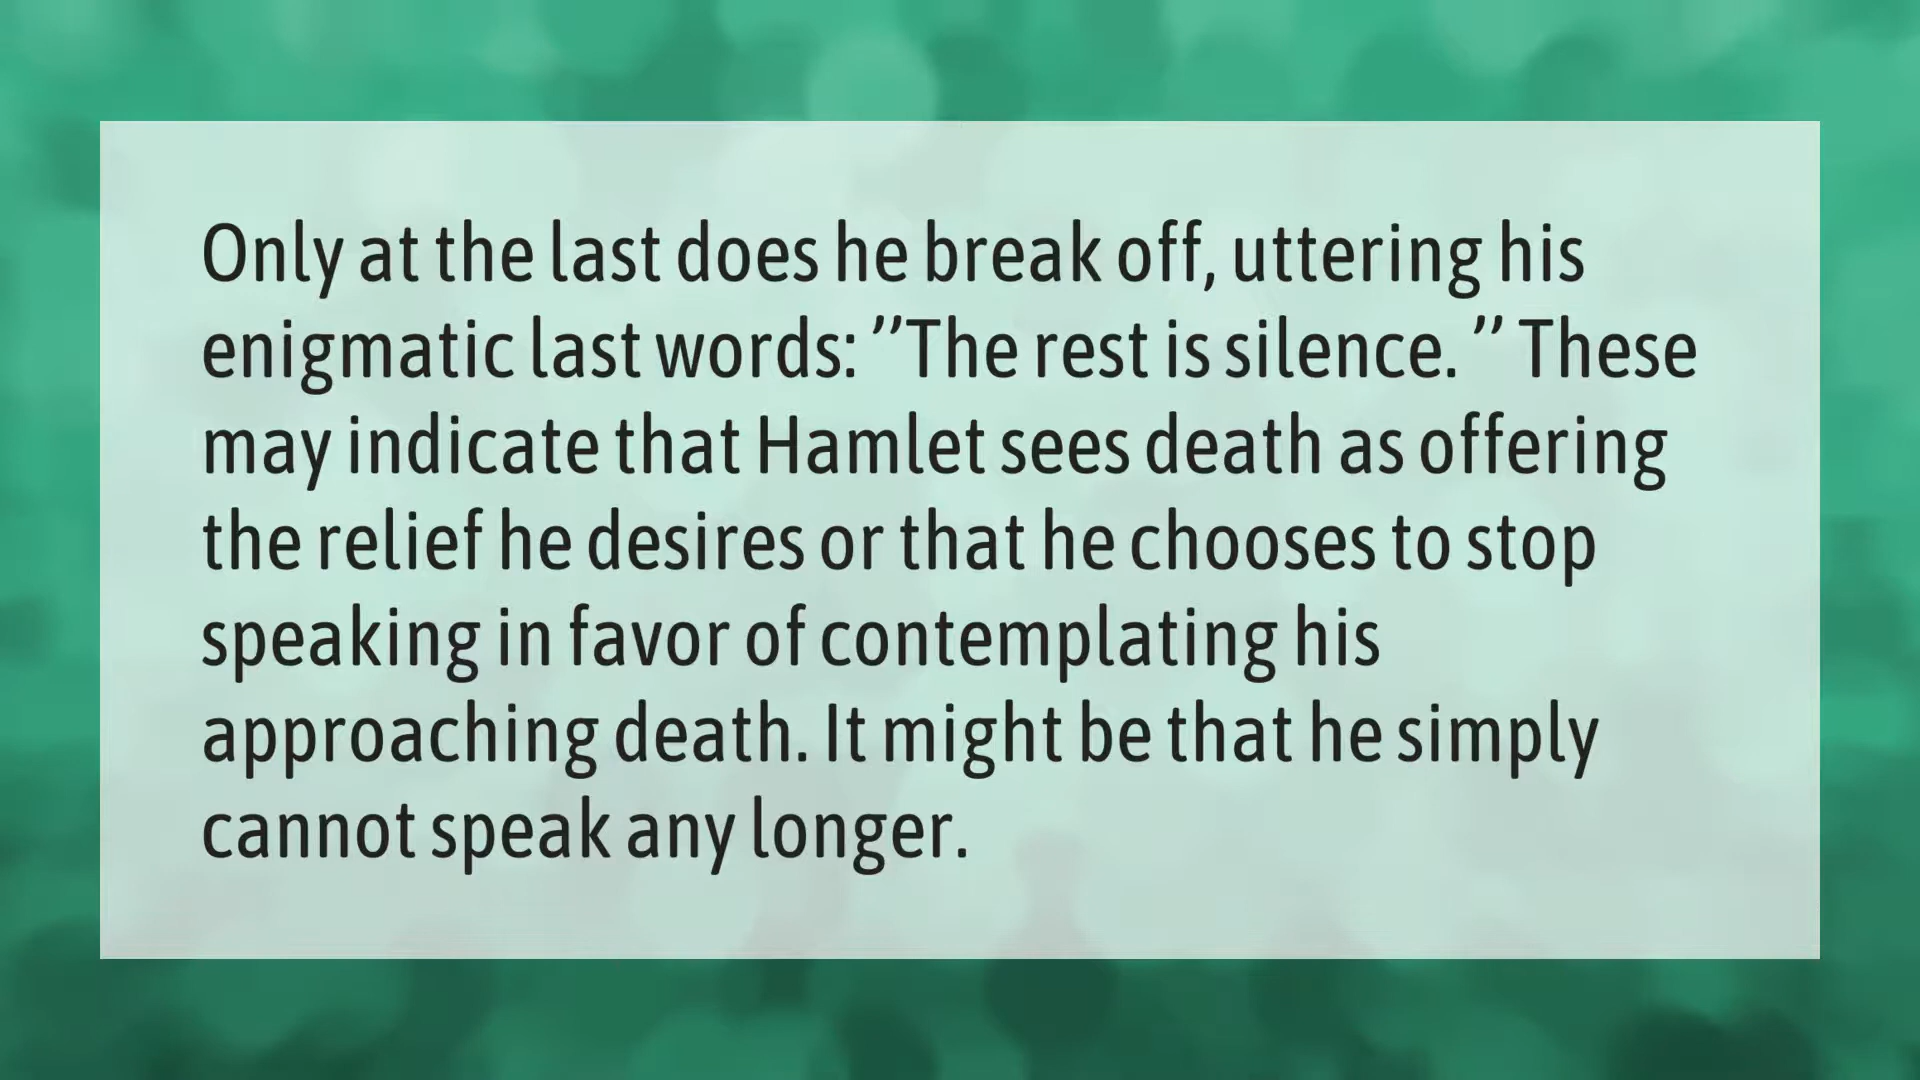 Only at the last does he break off, uttering his
enigmatic last words: ”The rest is silence. ” These
may indicate that Hamlet sees death as offering
the relief he desires or that he chooses to stop
speaking in favor of contemplating his
approaching death. It might be that he simply
cannot speak any longer.